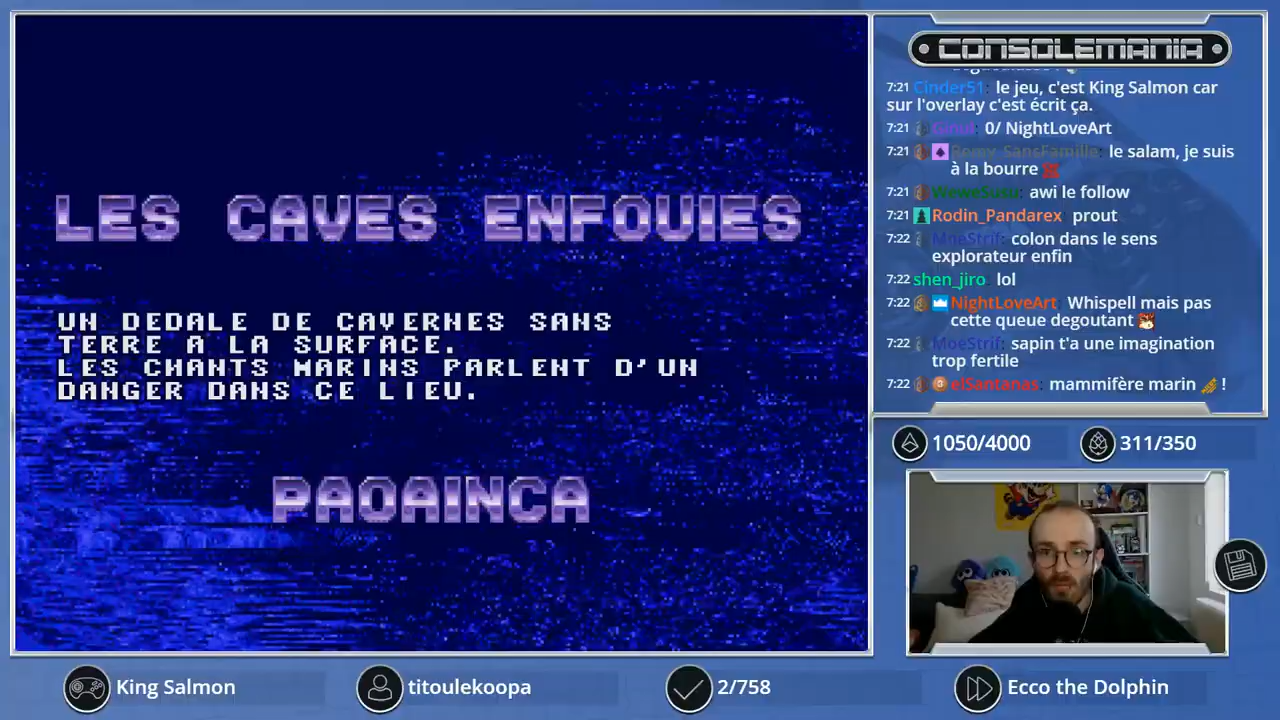 LES CAVES ENFOUIES
UN DEDALE DE CAVERNES SANS
TERRE A LA SURFACE.
LES CHANTS MARINS PARLENT D'UN
DANGER DANS CE LIEU.
PAOAINCA
CONSOLEMANIA
7:21 Cinder51: le jeu, c'est King Salmon car
sur l'overlay c'est écrit ça.
7:21 0/ NightLoveArt
7:21 Romy_SansFamille: le salam, je suis
à la bourre
7:21 WeweSusu: awi le follow
7:21 Rodin_Pandarex prout
7:22 MoeStrif: colon dans le sens
explorateur enfin
7:22 shen_jiro lol
7:22 NightLoveArt Whispell mais pas
cette queue degoutant
7:22 MoeStrif: sapin t'a une imagination
trop fertile
7:22 elSantanas: mammifère marin !
1050/4000
311/350
King Salmon
titoulekoopa
2/758
Ecco the Dolphin